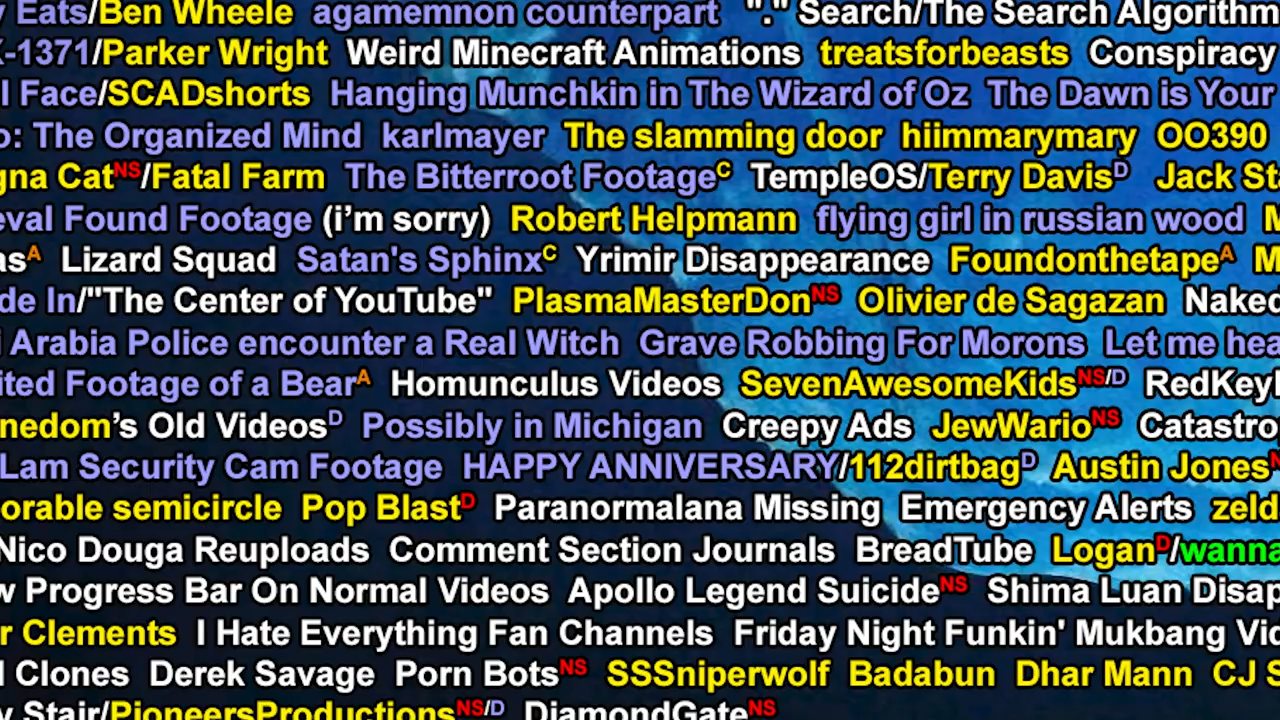 Eats/Ben Wheele agamemnon counterpart "." Search/The Search Algorithm
X-1371/Parker Wright Weird Minecraft Animations treatsforbeasts Conspiracy
l Face/SCADshorts Hanging Munchkin in The Wizard of Oz The Dawn is Your
o: The Organized Mind karlmayer The slamming door hiimmarymary OO390
gna CatNS/Fatal Farm The Bitterroot FootageC TempleOS/Terry DavisD Jack St
eval Found Footage (i'm sorry) Robert Helpmann flying girl in russian wood M
asA Lizard Squad Satan's SphinxC Yrimir Disappearance FoundonthetapeA M
de In/"The Center of YouTube" PlasmaMasterDonNS Olivier de Sagazan Naked
i Arabia Police encounter a Real Witch Grave Robbing For Morons Let me hea
ited Footage of a BearA Homunculus Videos SevenAwesomeKidsNS/D RedKeyl
nedom's Old VideosD Possibly in Michigan Creepy Ads JewWarioNS Catastro
Lam Security Cam Footage HAPPY ANNIVERSARY/112dirtbagD Austin JonesN
orable semicircle Pop BlastD Paranormalana Missing Emergency Alerts zeld
Nico Douga Reuploads Comment Section Journals BreadTube LoganD/wanna
w Progress Bar On Normal Videos Apollo Legend SuicideNS Shima Luan Disap
r Clements I Hate Everything Fan Channels Friday Night Funkin' Mukbang Vi
l Clones Derek Savage Porn BotsNS SSSniperwolf Badabun Dhar Mann CJ S
y Stair/PioneersProductionsNS/D DiamondGateNS